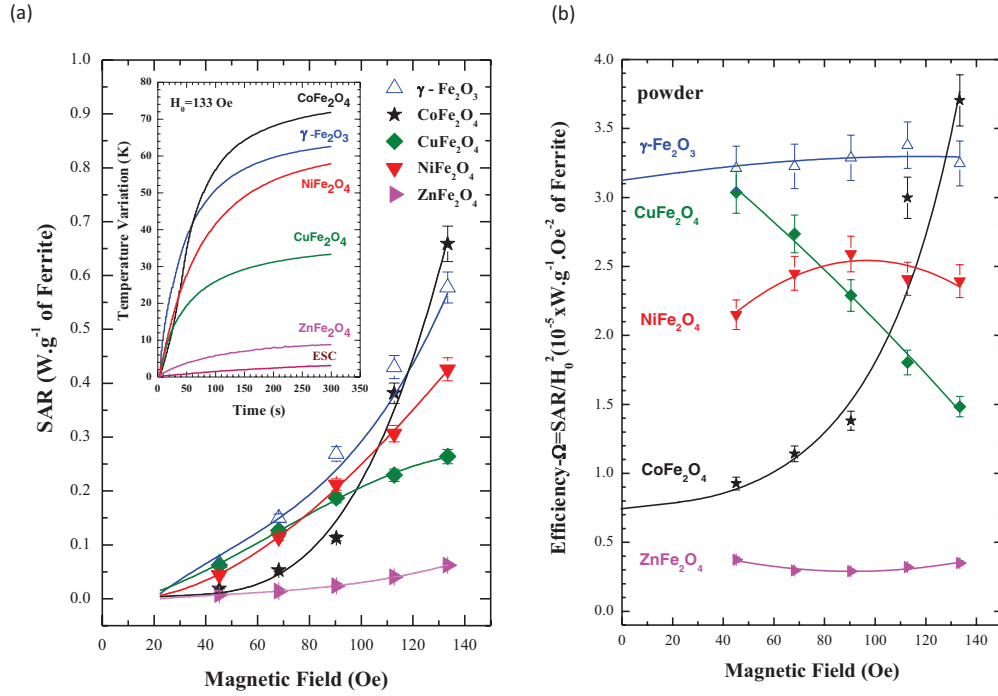 (a)
1.0
0.9
0.8
0.7
0.6
0.5
0.4
0.3
0.2
0.1
0.0
0 20 40 60 80 100 120 140
SAR (W.g⁻¹ of Ferrite)
Magnetic Field (Oe)
γ - Fe₂O₃
CoFe₂O₄
CuFe₂O₄
NiFe₂O₄
ZnFe₂O₄
80
70
60
50
40
30
20
10
0
0 50 100 150 200 250 300 350
Temperature Variation (K)
Time (s)
H₀=133 Oe
CoFe₂O₄
γ -Fe₂O₃
NiFe₂O₄
CuFe₂O₄
ZnFe₂O₄
ESC
(b)
4.0
3.5
3.0
2.5
2.0
1.5
1.0
0.5
0.0
0 20 40 60 80 100 120 140
Efficiency-Ω=SAR/H₀²(10⁻⁵xW.g⁻¹.Oe⁻² of Ferrite)
Magnetic Field (Oe)
powder
γ-Fe₂O₃
CuFe₂O₄
NiFe₂O₄
CoFe₂O₄
ZnFe₂O₄